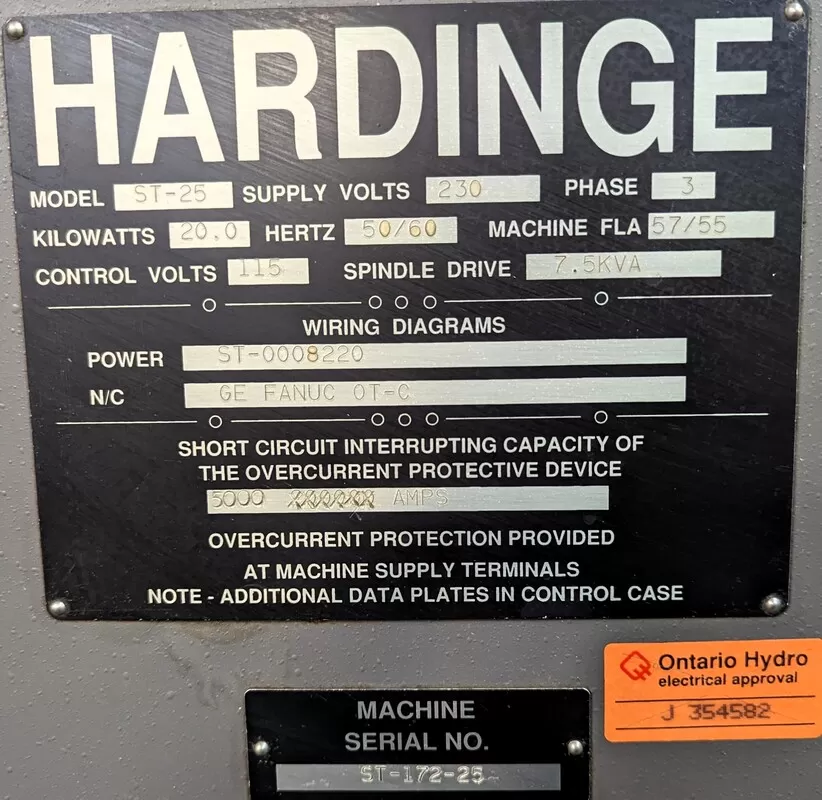 HARDINGE
MODEL ST-25 SUPPLY VOLTS 230 PHASE 3
KILOWATTS 20.0 HERTZ 50/60 MACHINE FLA 57/55
CONTROL VOLTS 115 SPINDLE DRIVE 7.5KVA
WIRING DIAGRAMS
POWER ST-0008220
N/C GE FANUC OT-C
SHORT CIRCUIT INTERRUPTING CAPACITY OF
THE OVERCURRENT PROTECTIVE DEVICE
5000 AMPS
OVERCURRENT PROTECTION PROVIDED
AT MACHINE SUPPLY TERMINALS
NOTE - ADDITIONAL DATA PLATES IN CONTROL CASE
Ontario Hydro
electrical approval
J 354582
MACHINE
SERIAL NO.
ST-172-25